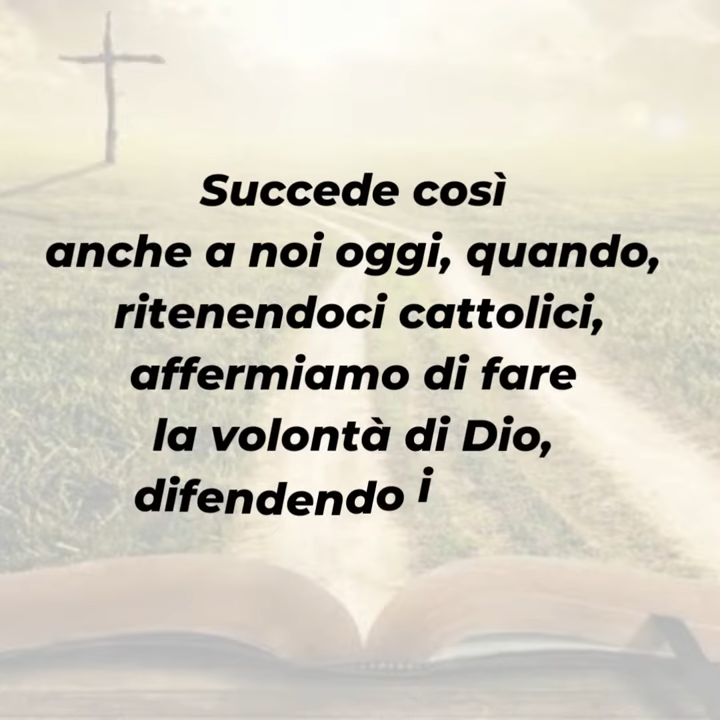 Succede così
anche a noi oggi, quando,
ritenendoci cattolici,
affermiamo di fare
la volontà di Dio,
difendendo i